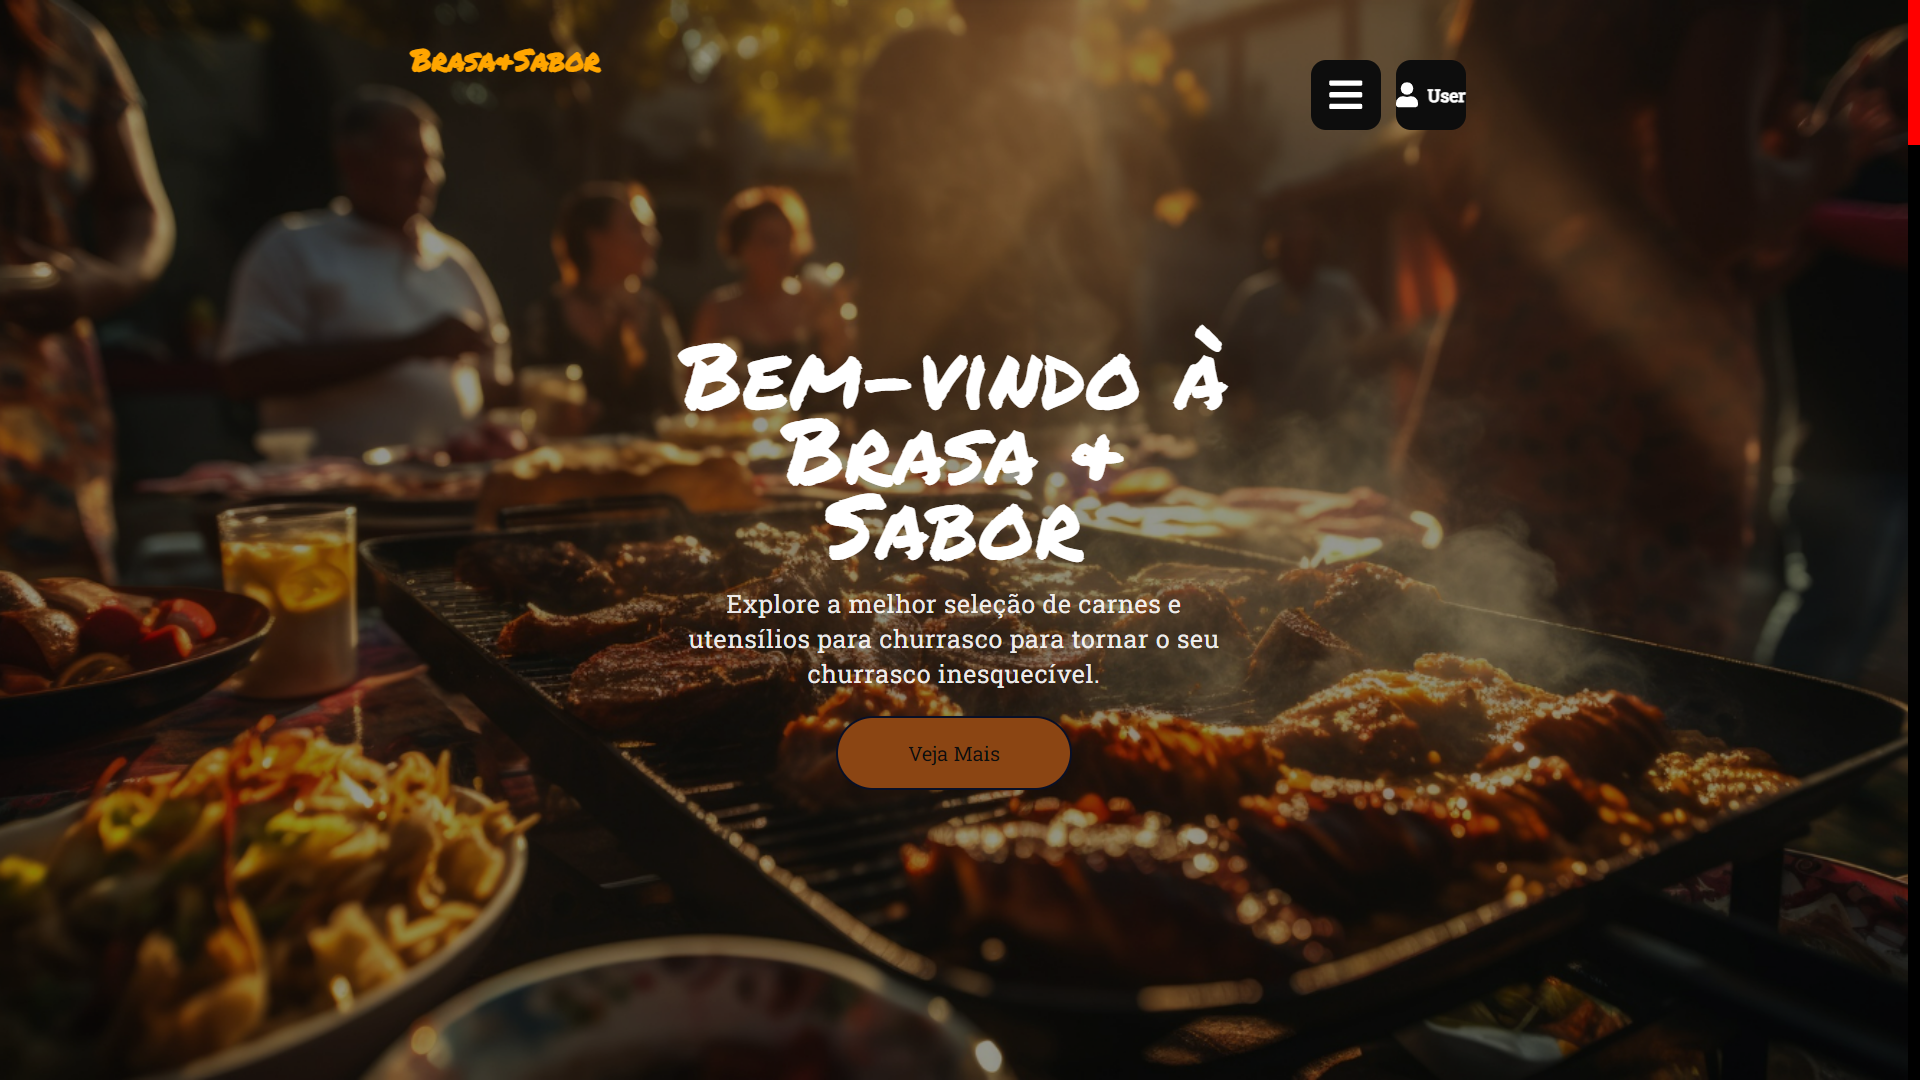 Brasa&Sabor
User
Bem-vindo à
Brasa &
Sabor
Explore a melhor seleção de carnes e
utensílios para churrasco para tornar o seu
churrasco inesquecível.
Veja Mais